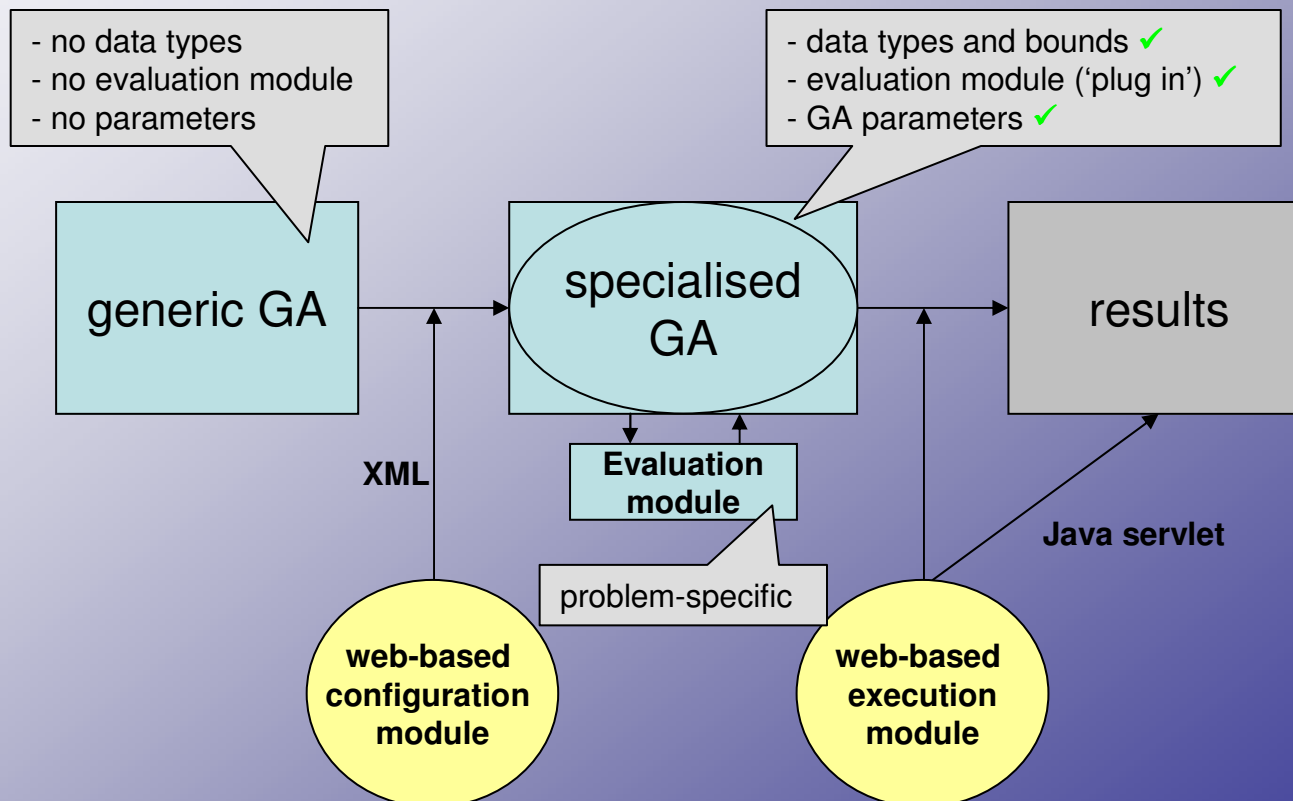 - no data types
- no evaluation module
- no parameters
- data types and bounds ✓
- evaluation module (‘plug in’) ✓
- GA parameters ✓
generic GA
specialised
GA
results
XML
Evaluation
module
Java servlet
problem-specific
web-based
configuration
module
web-based
execution
module